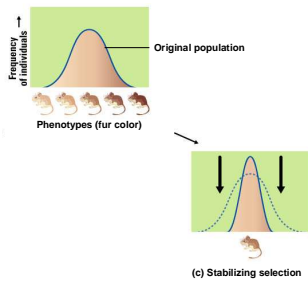 Frequency
of individuals
Original population
Phenotypes (fur color)
(c) Stabilizing selection